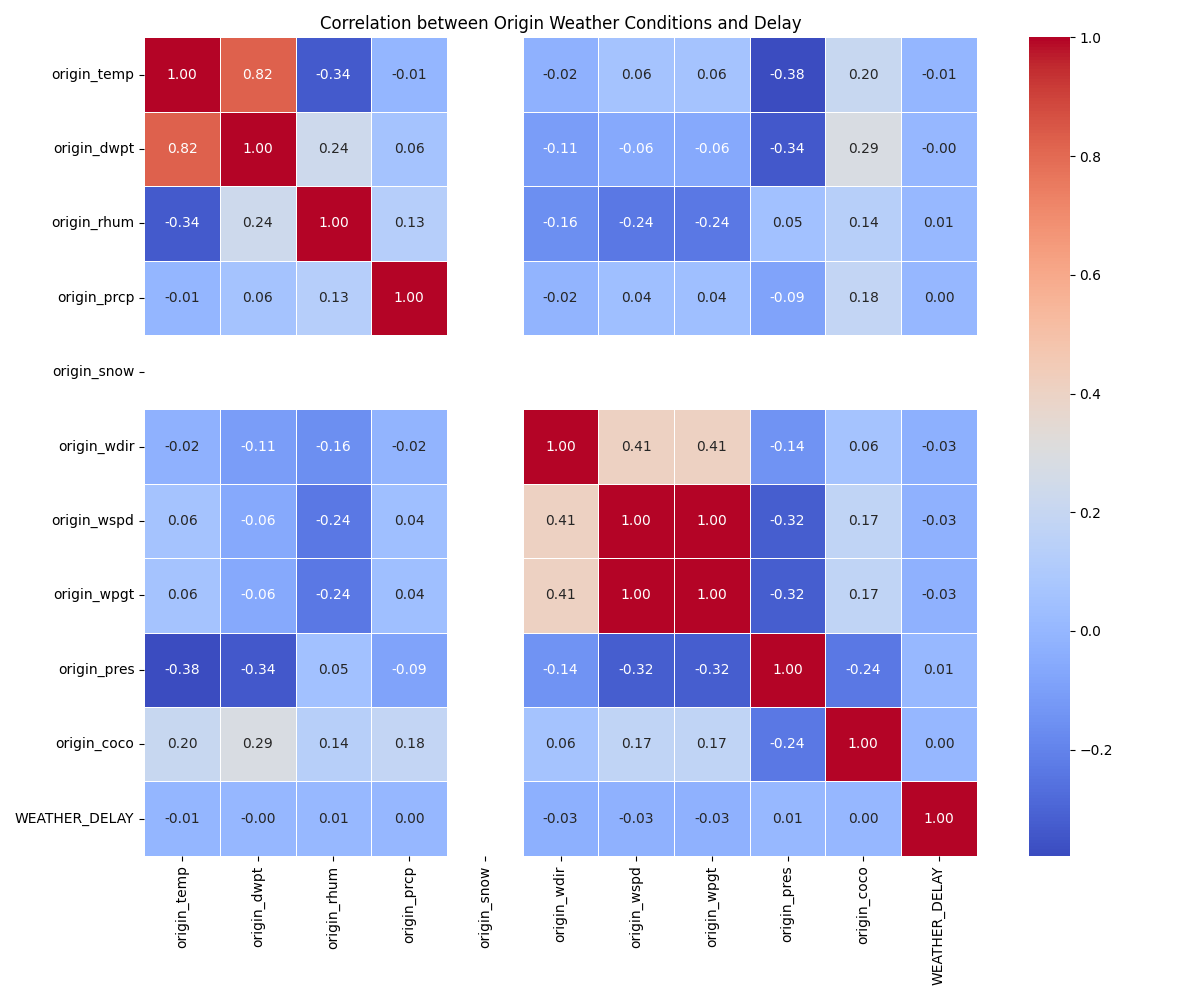 Correlation between Origin Weather Conditions and Delay
origin_temp 1.00 0.82 -0.34 -0.01 -0.02 0.06 0.06 -0.38 0.20 -0.01
origin_dwpt 0.82 1.00 0.24 0.06 -0.11 -0.06 -0.06 -0.34 0.29 -0.00
origin_rhum -0.34 0.24 1.00 0.13 -0.16 -0.24 -0.24 0.05 0.14 0.01
origin_prcp -0.01 0.06 0.13 1.00 -0.02 0.04 0.04 -0.09 0.18 0.00
origin_snow
origin_wdir -0.02 -0.11 -0.16 -0.02 1.00 0.41 0.41 -0.14 0.06 -0.03
origin_wspd 0.06 -0.06 -0.24 0.04 0.41 1.00 1.00 -0.32 0.17 -0.03
origin_wpgt 0.06 -0.06 -0.24 0.04 0.41 1.00 1.00 -0.32 0.17 -0.03
origin_pres -0.38 -0.34 0.05 -0.09 -0.14 -0.32 -0.32 1.00 -0.24 0.01
origin_coco 0.20 0.29 0.14 0.18 0.06 0.17 0.17 -0.24 1.00 0.00
WEATHER_DELAY -0.01 -0.00 0.01 0.00 -0.03 -0.03 -0.03 0.01 0.00 1.00
origin_temp origin_dwpt origin_rhum origin_prcp origin_snow origin_wdir origin_wspd origin_wpgt origin_pres origin_coco WEATHER_DELAY
1.0
0.8
0.6
0.4
0.2
0.0
−0.2